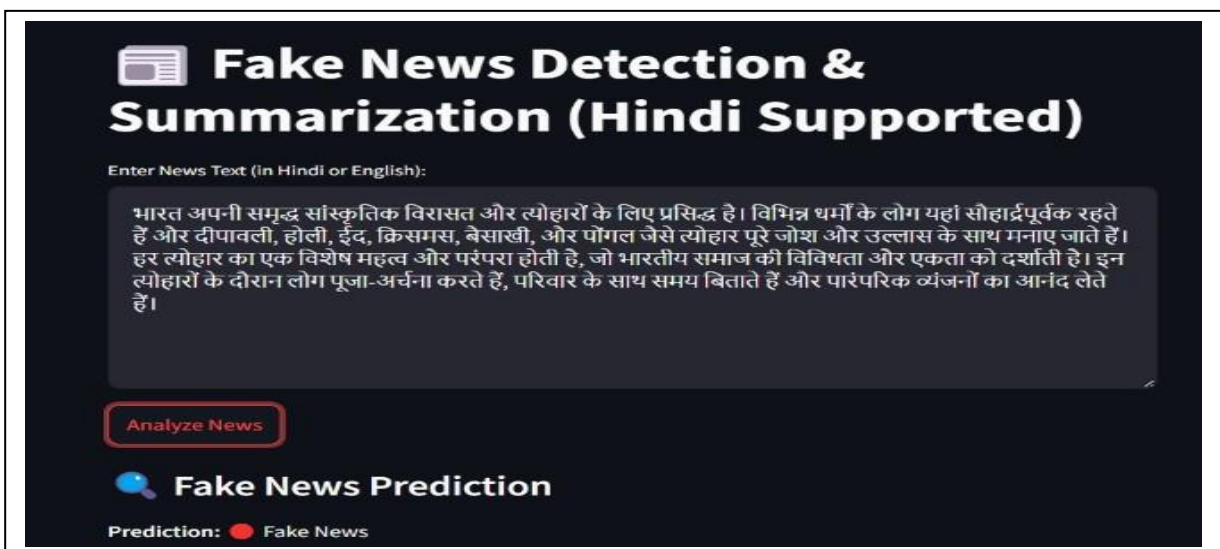 Fake News Detection &
Summarization (Hindi Supported)
Enter News Text (in Hindi or English):
भारत अपनी समृद्ध सांस्कृतिक विरासत और त्योहारों के लिए प्रसिद्ध है। विभिन्न धर्मों के लोग यहां सौहार्द्रपूर्वक रहते
हैं और दीपावली, होली, ईद, क्रिसमस, बैसाखी, और पोंगल जैसे त्योहार पूरे जोश और उल्लास के साथ मनाए जाते हैं।
हर त्योहार का एक विशेष महत्व और परंपरा होती है, जो भारतीय समाज की विविधता और एकता को दर्शाती है। इन
त्योहारों के दौरान लोग पूजा-अर्चना करते हैं, परिवार के साथ समय बिताते हैं और पारंपरिक व्यंजनों का आनंद लेते
हैं।
Analyze News
Fake News Prediction
Prediction: 🔴 Fake News